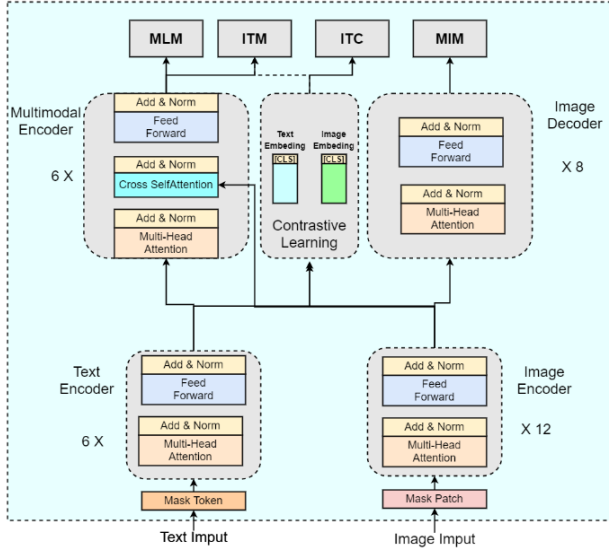 MLM
ITM
ITC
MIM
Multimodal
Encoder
6 X
Add & Norm
Feed
Forward
Add & Norm
Cross SelfAttention
Add & Norm
Multi-Head
Attention
Text
Embeding
[CLS]
Image
Embeding
[CLS]
Contrastive
Learning
Image
Decoder
X 8
Add & Norm
Feed
Forward
Add & Norm
Multi-Head
Attention
Text
Encoder
6 X
Add & Norm
Feed
Forward
Add & Norm
Multi-Head
Attention
Mask Token
Text Imput
Image
Encoder
X 12
Add & Norm
Feed
Forward
Add & Norm
Multi-Head
Attention
Mask Patch
Image Imput